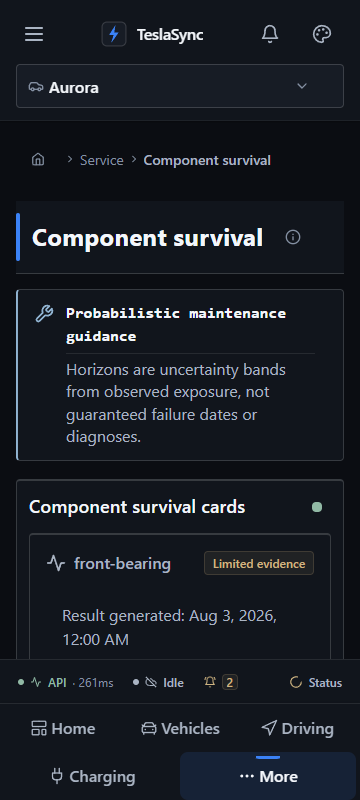 TeslaSync
Aurora
Service
Component survival
Component survival
Probabilistic maintenance
guidance
Horizons are uncertainty bands
from observed exposure, not
guaranteed failure dates or
diagnoses.
Component survival cards
front-bearing
Limited evidence
Result generated: Aug 3, 2026,
12:00 AM
API · 261ms
Idle
2
Status
Home
Vehicles
Driving
Charging
More